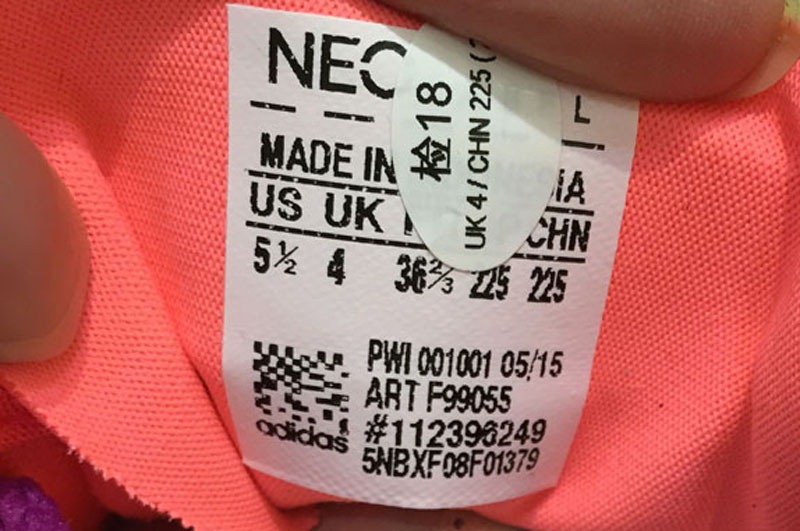 NEO L
MADE IN IA
US UK CHN
5½ 4 36⅔ 225 225
检18
UK 4 / CHN 225 (
PWI 001001 05/15
ART F99055
adidas #112396249
5NBXF08F01379